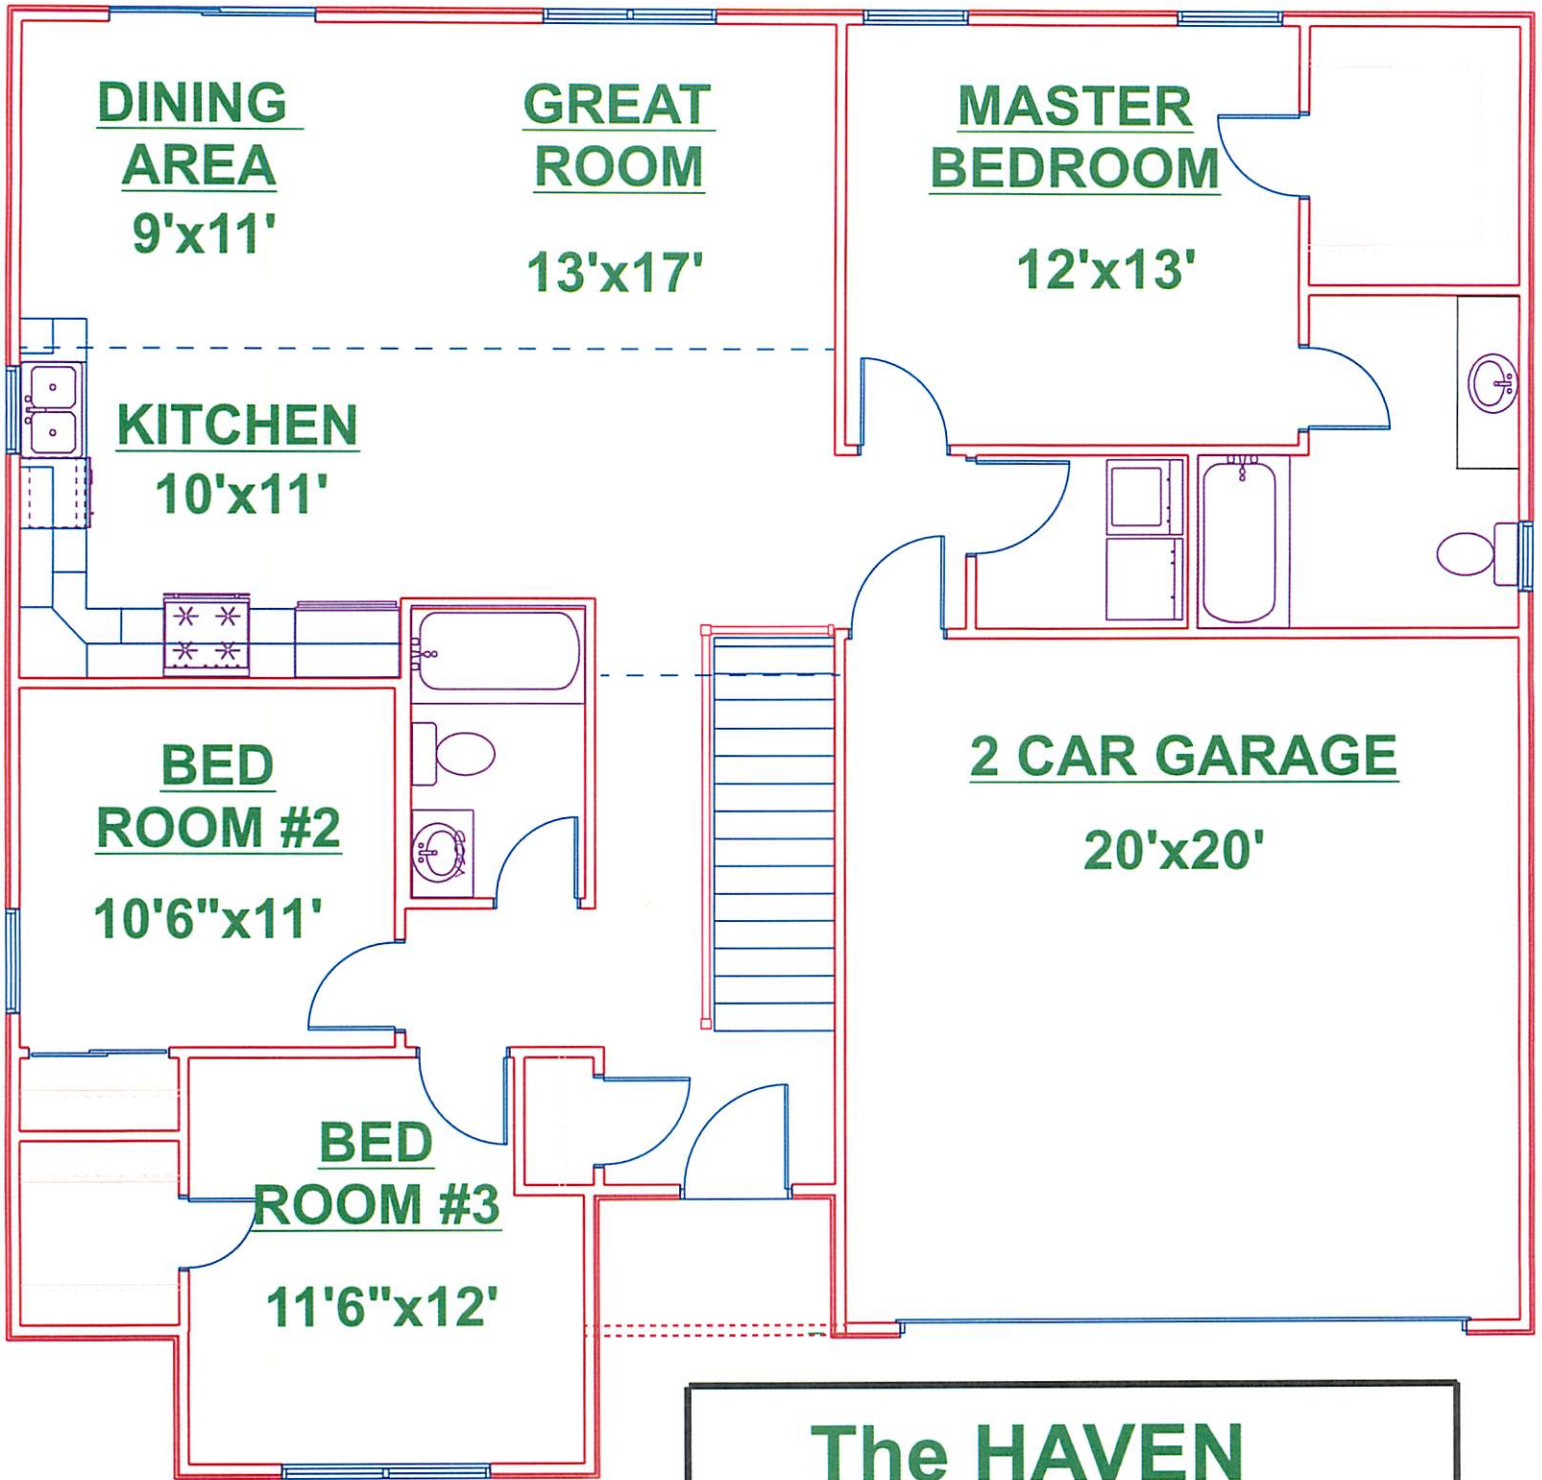 DINING
AREA
9'x11'
GREAT
ROOM
13'x17'
MASTER
BEDROOM
12'x13'
KITCHEN
10'x11'
BED
ROOM #2
10'6"x11'
2 CAR GARAGE
20'x20'
BED
ROOM #3
11'6"x12'
The HAVEN